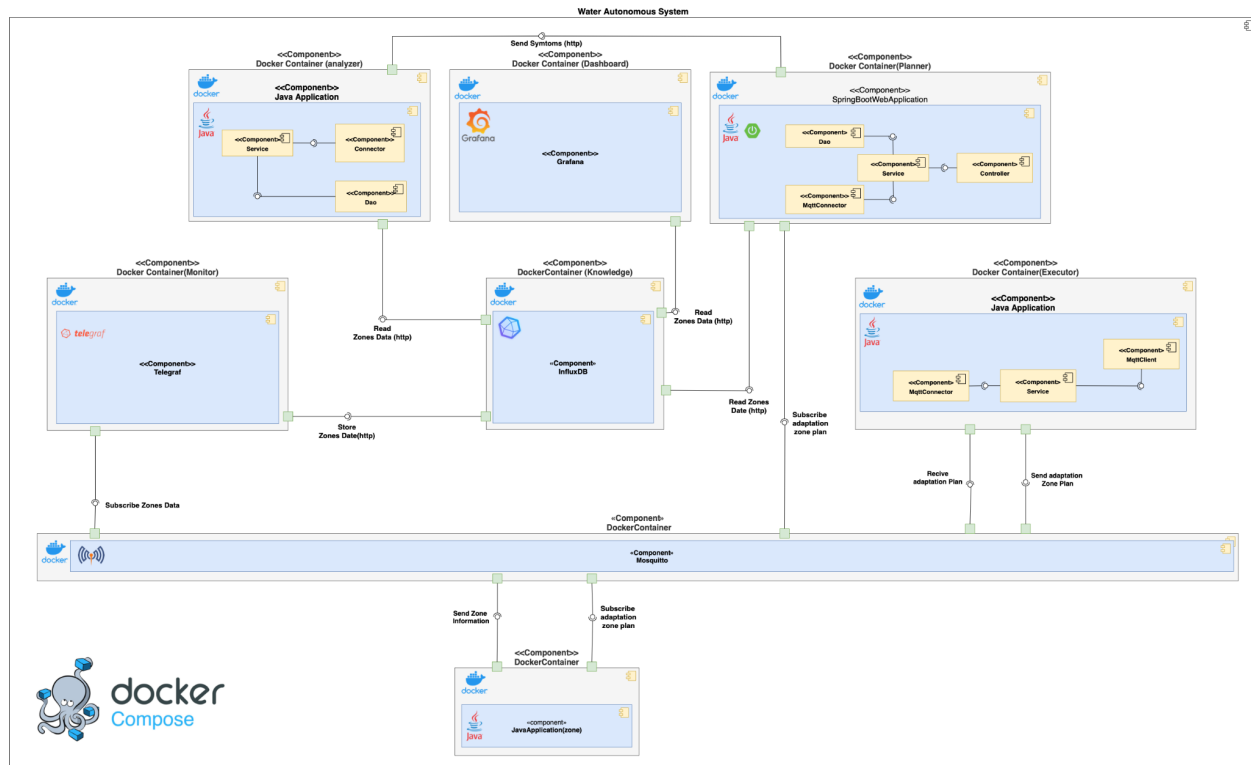 Water Autonomous System
Send Symtoms (http)
<<Component>>
Docker Container (analyzer)
docker
<<Component>>
Java Application
Java
<<Component>>
Service
<<Component>>
Connector
<<Component>>
Dao
<<Component>>
Docker Container (Dashboard)
docker
Grafana
<<Component>>
Grafana
<<Component>>
Docker Container(Planner)
docker
<<Component>>
SpringBootWebApplication
Java
<<Component>
Dao
<<Component>>
Service
<<Component>>
Controller
<<Component>>
MqttConnector
<<Component>>
Docker Container(Monitor)
docker
telegraf
<<Component>>
Telegraf
Read
Zones Data (http)
<<Component>>
DockerContainer (Knowledge)
docker
«Component»
InfluxDB
Read
Zones Data (http)
Read Zones
Date (http)
Subscribe
adaptation
zone plan
Store
Zones Date(http)
<<Component>>
Docker Container(Executor)
docker
<<Component>>
Java Application
Java
<<Component>>
MqttClient
<<Component>>
MqttConnector
<<Component>>
Service
Subscribe Zones Data
Recive
adaptation Plan
Send adaptation
Zone Plan
«Component»
DockerContainer
docker
«Component»
Mosquitto
Send Zone
Information
Subscribe
adaptation
zone plan
<<Component>>
DockerContainer
docker
Java
«component»
JavaApplication(zone)
docker
Compose